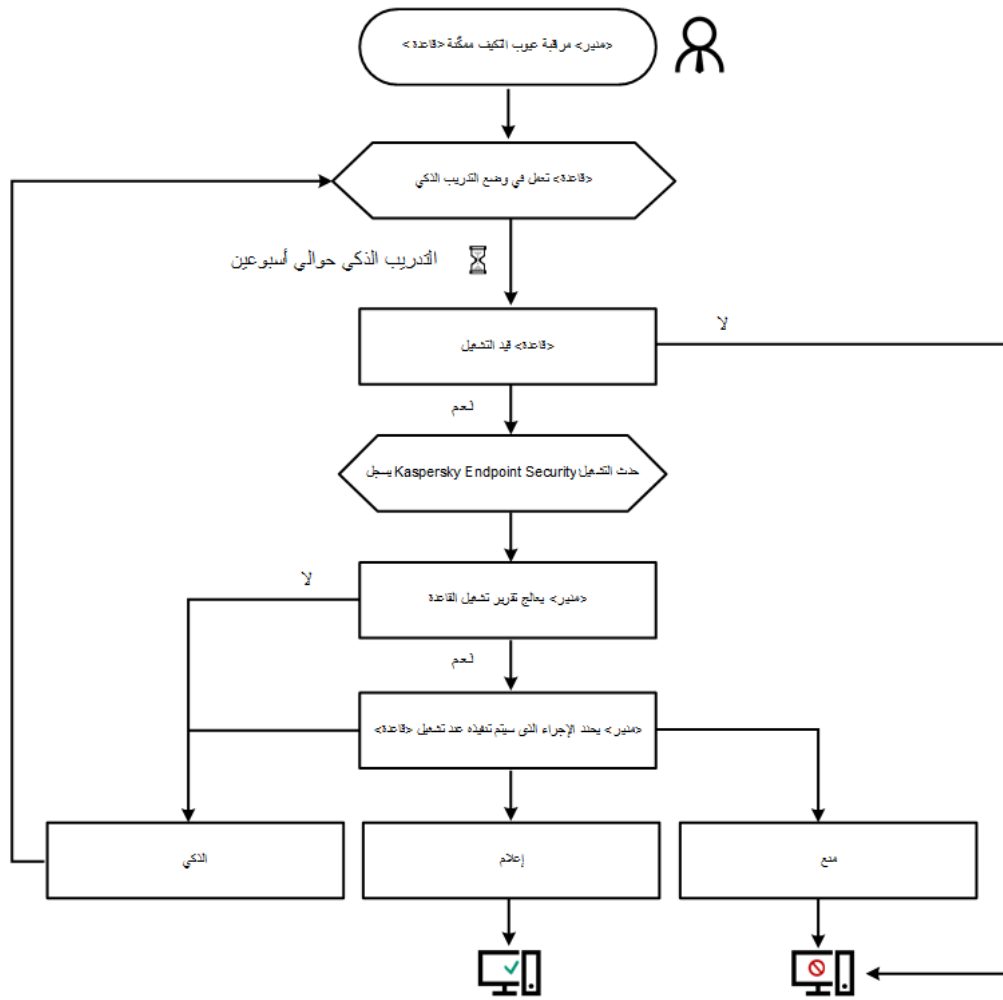 <مدير> مراقبة عيوب التكيف ممكّنة <قاعدة>
<قاعدة> تعمل في وضع التدريب الذكي
التدريب الذكي حوالي أسبوعين
<قاعدة> قيد التشغيل
لا
نعم
حدث التشغيل Kaspersky Endpoint Security يسجل
<مدير> يعالج تقرير تشغيل القاعدة
لا
نعم
<مدير> يحدد الإجراء الذي سيتم تنفيذه عند تشغيل <قاعدة>
الذكي
إعلام
منع